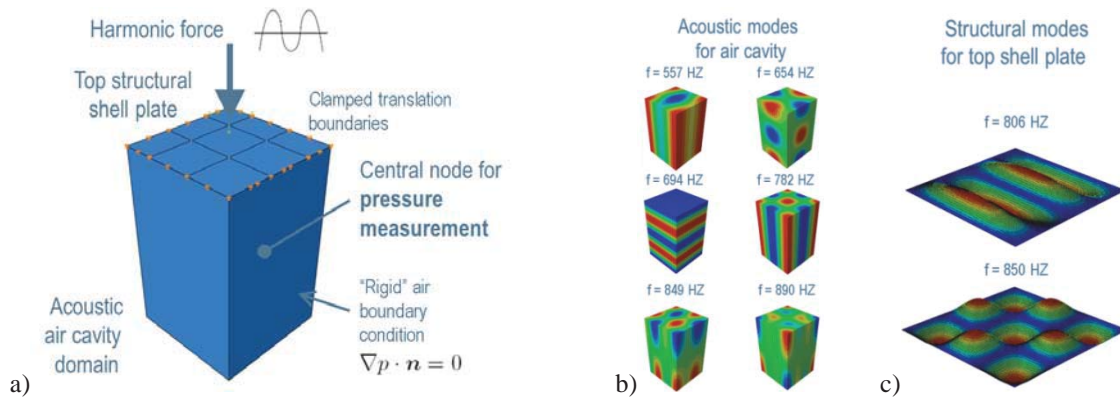 Harmonic force
Top structural
shell plate
Clamped translation
boundaries
Central node for
pressure
measurement
"Rigid" air
boundary
condition
∇p · n = 0
Acoustic
air cavity
domain
a)
Acoustic modes
for air cavity
f = 557 HZ
f = 654 HZ
f = 694 HZ
f = 782 HZ
f = 849 HZ
f = 890 HZ
b)
Structural modes
for top shell plate
f = 806 HZ
f = 850 HZ
c)